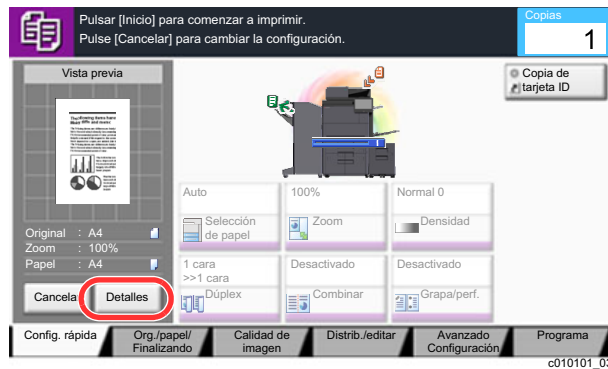 Pulsar [Inicio] para comenzar a imprimir.
Pulse [Cancelar] para cambiar la configuración.
Copias
1
Vista previa
Copia de
tarjeta ID
Original : A4
Zoom : 100%
Papel : A4
Cancela
Detalles
Auto
Selección
de papel
100%
Zoom
Normal 0
Densidad
1 cara
>>1 cara
Dúplex
Desactivado
Combinar
Desactivado
Grapa/perf.
Config. rápida
Org./papel/
Finalizando
Calidad de
imagen
Distrib./editar
Avanzado
Configuración
Programa